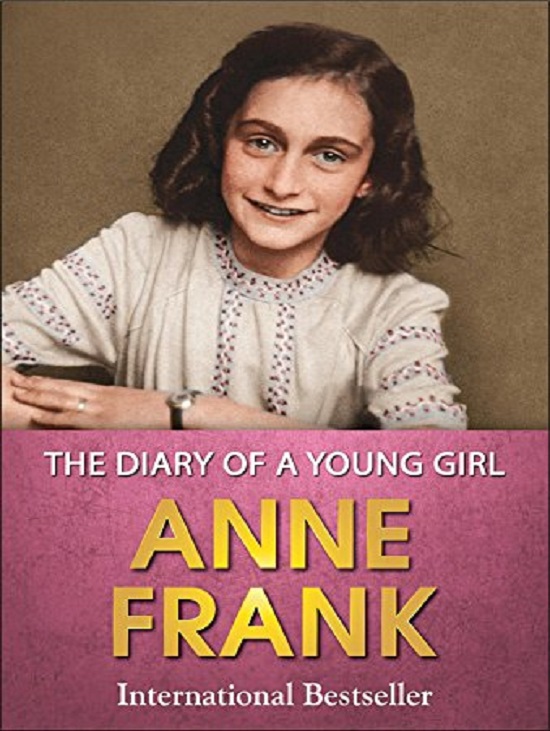 THE DIARY OF A YOUNG GIRL
ANNE
FRANK
International Bestseller